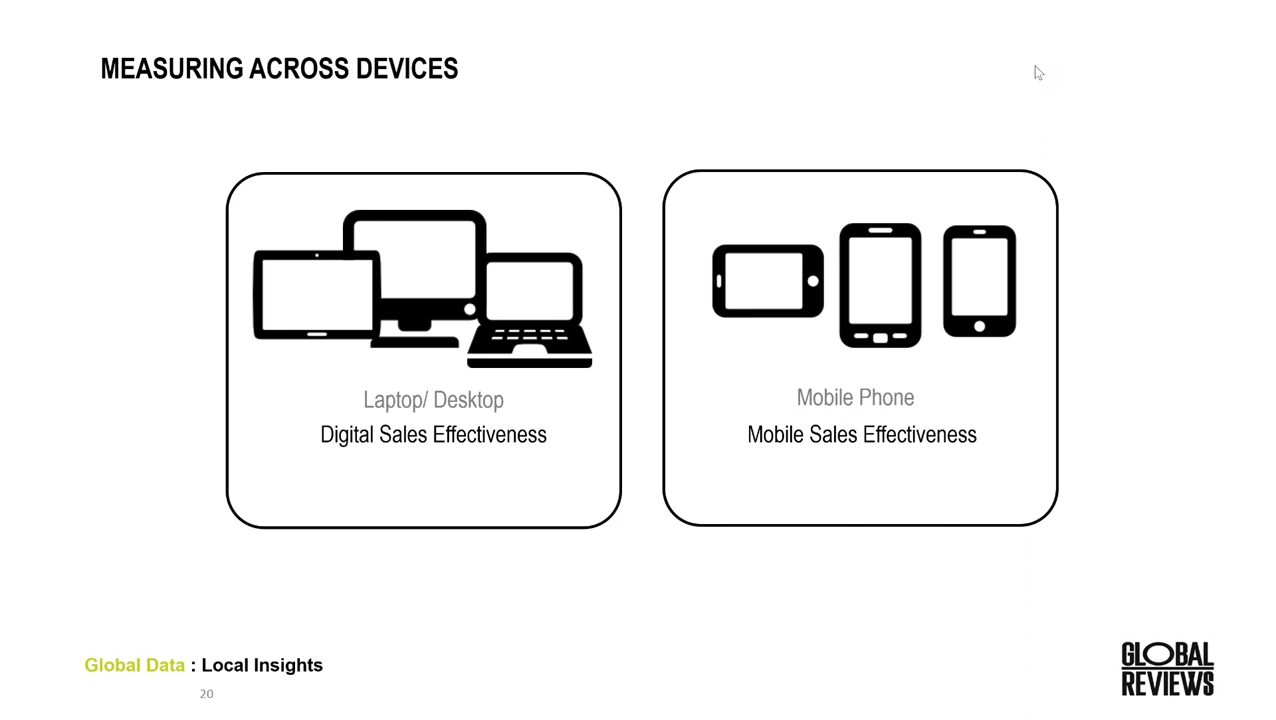 MEASURING ACROSS DEVICES
Laptop/ Desktop
Digital Sales Effectiveness
Mobile Phone
Mobile Sales Effectiveness
Global Data : Local Insights
20
GLOBAL
REVIEWS